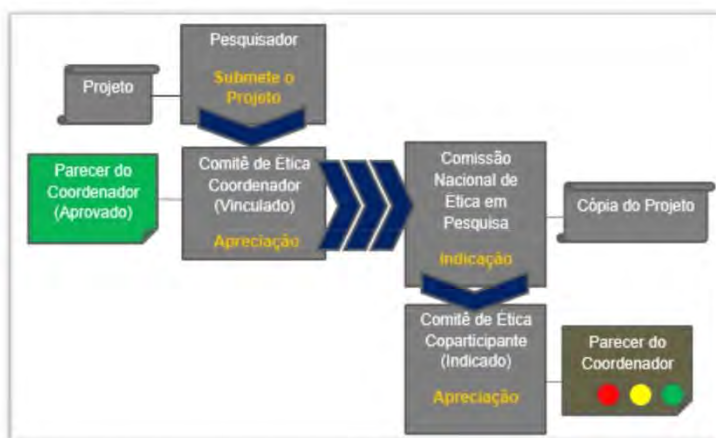 Pesquisador
Submete o
Projeto
Projeto
Parecer do
Coordenador
(Aprovado)
Comitê de Ética
Coordenador
(Vinculado)
Apreciação
Comissão
Nacional de
Ética em
Pesquisa
Indicação
Cópia do Projeto
Comitê de Ética
Coparticipante
(Indicado)
Apreciação
Parecer do
Coordenador